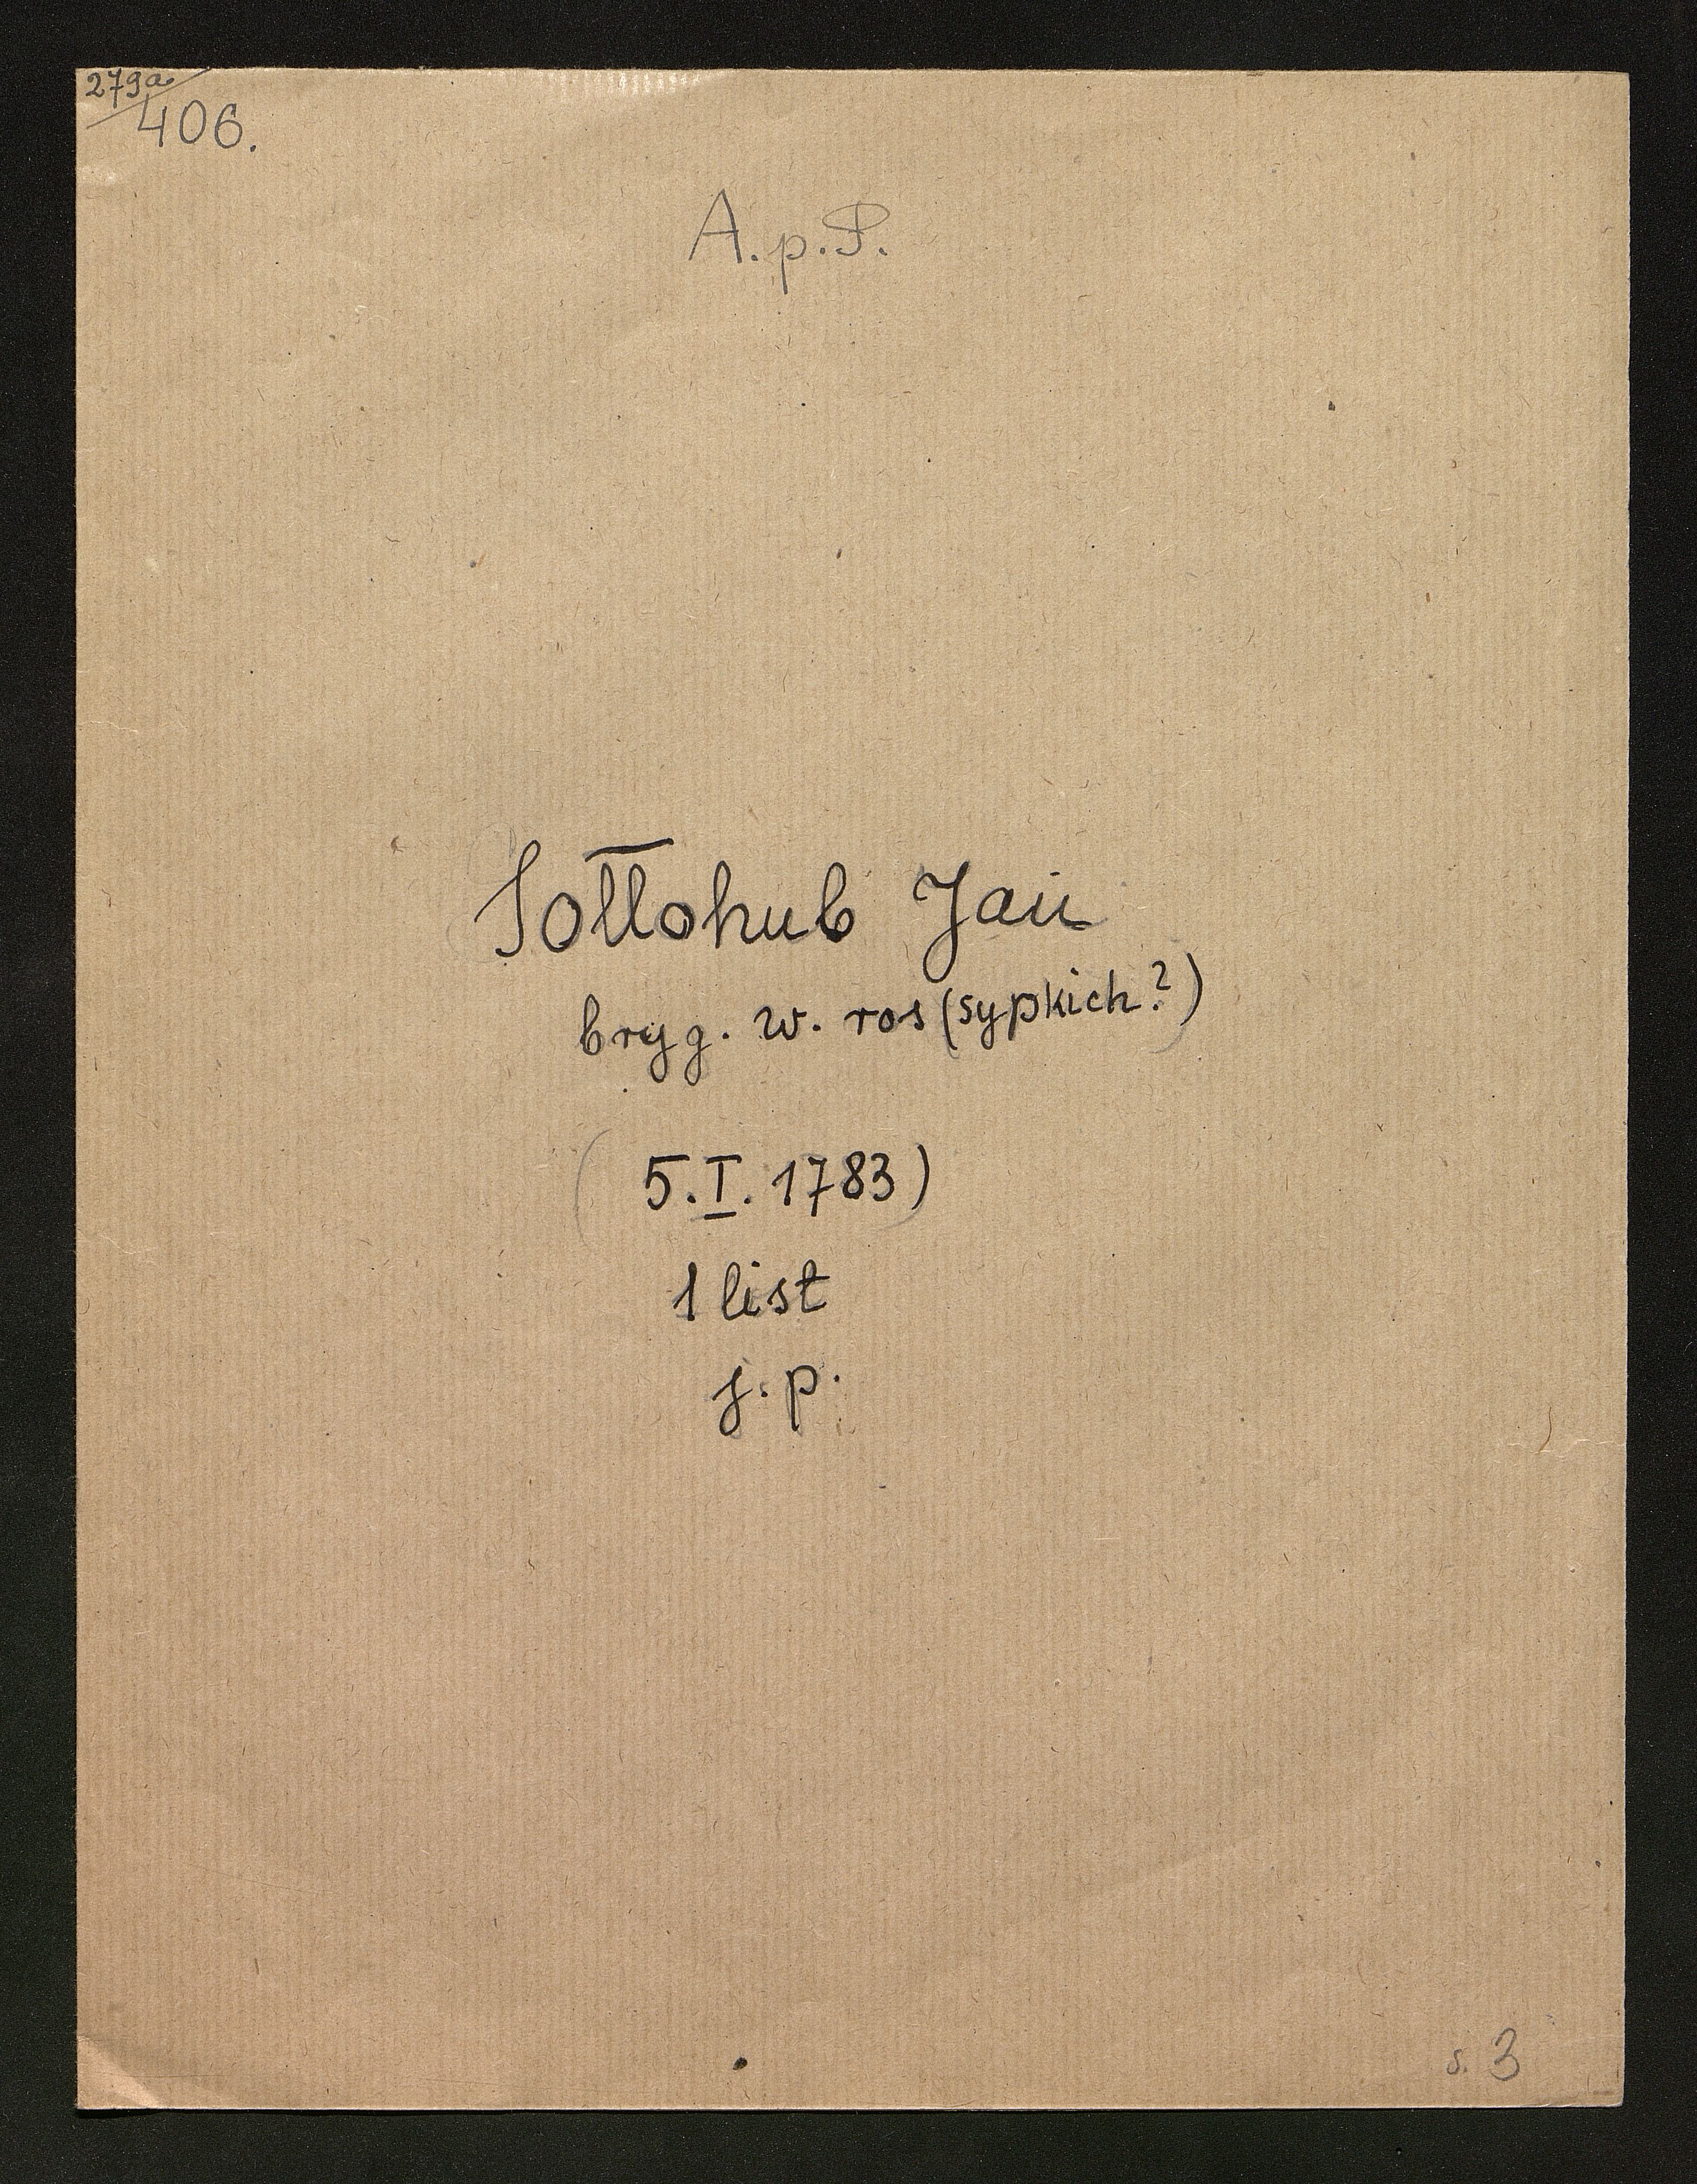 279a
406.
A. p. P.
Sołłohub Jan
bryg. w. ros (sypkich?)
(5. I. 1783)
1 list
j. p.
s. 3